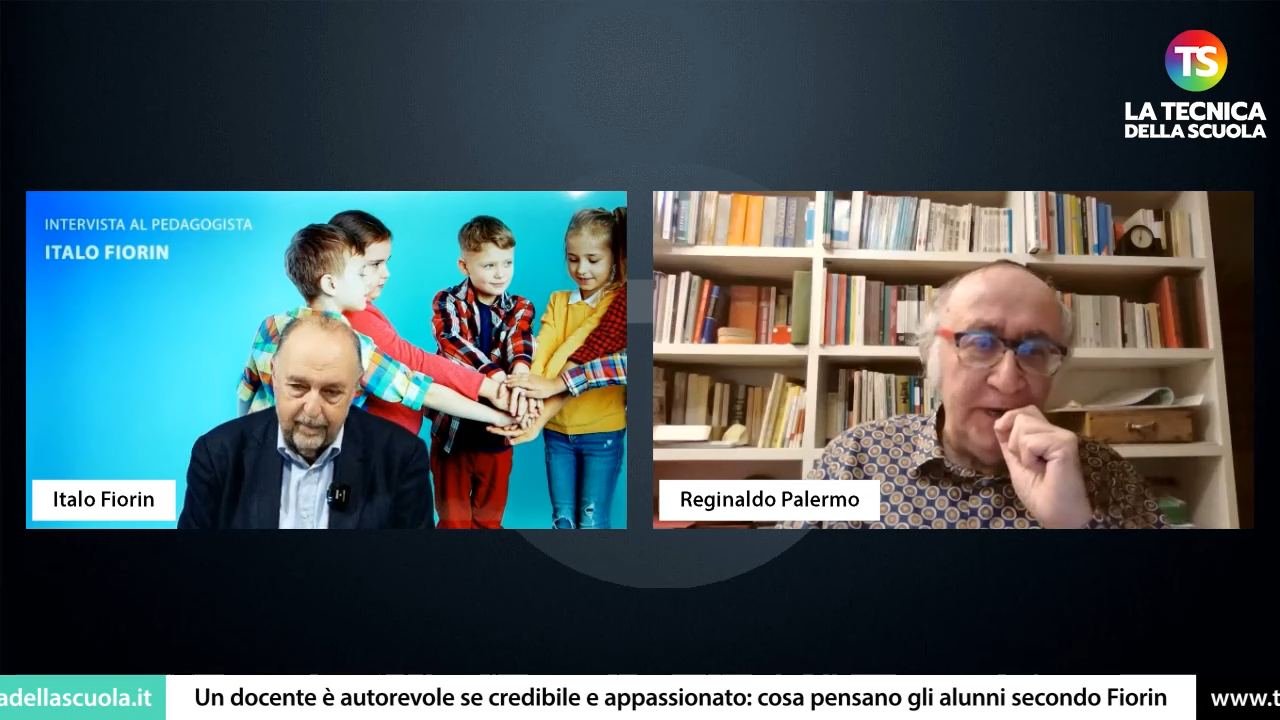 TS
LA TECNICA
DELLA SCUOLA
INTERVISTA AL PEDAGOGISTA
ITALO FIORIN
Italo Fiorin
Reginaldo Palermo
adellascuola.it
Un docente è autorevole se credibile e appassionato: cosa pensano gli alunni secondo Fiorin
www.t